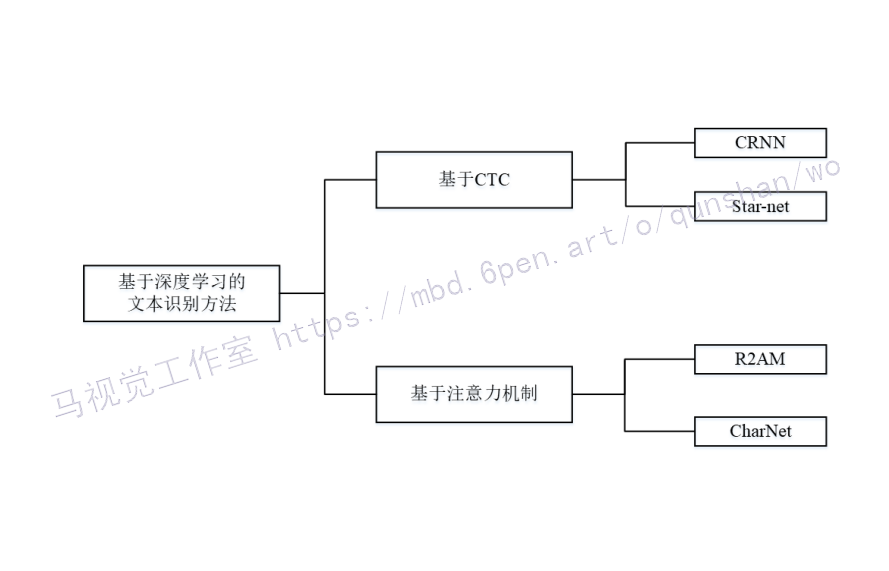 基于深度学习的
文本识别方法
基于CTC
CRNN
Star-net
基于注意力机制
R2AM
CharNet
马视觉工作室 https://mbd.6pen.art/o/qunshan/wo